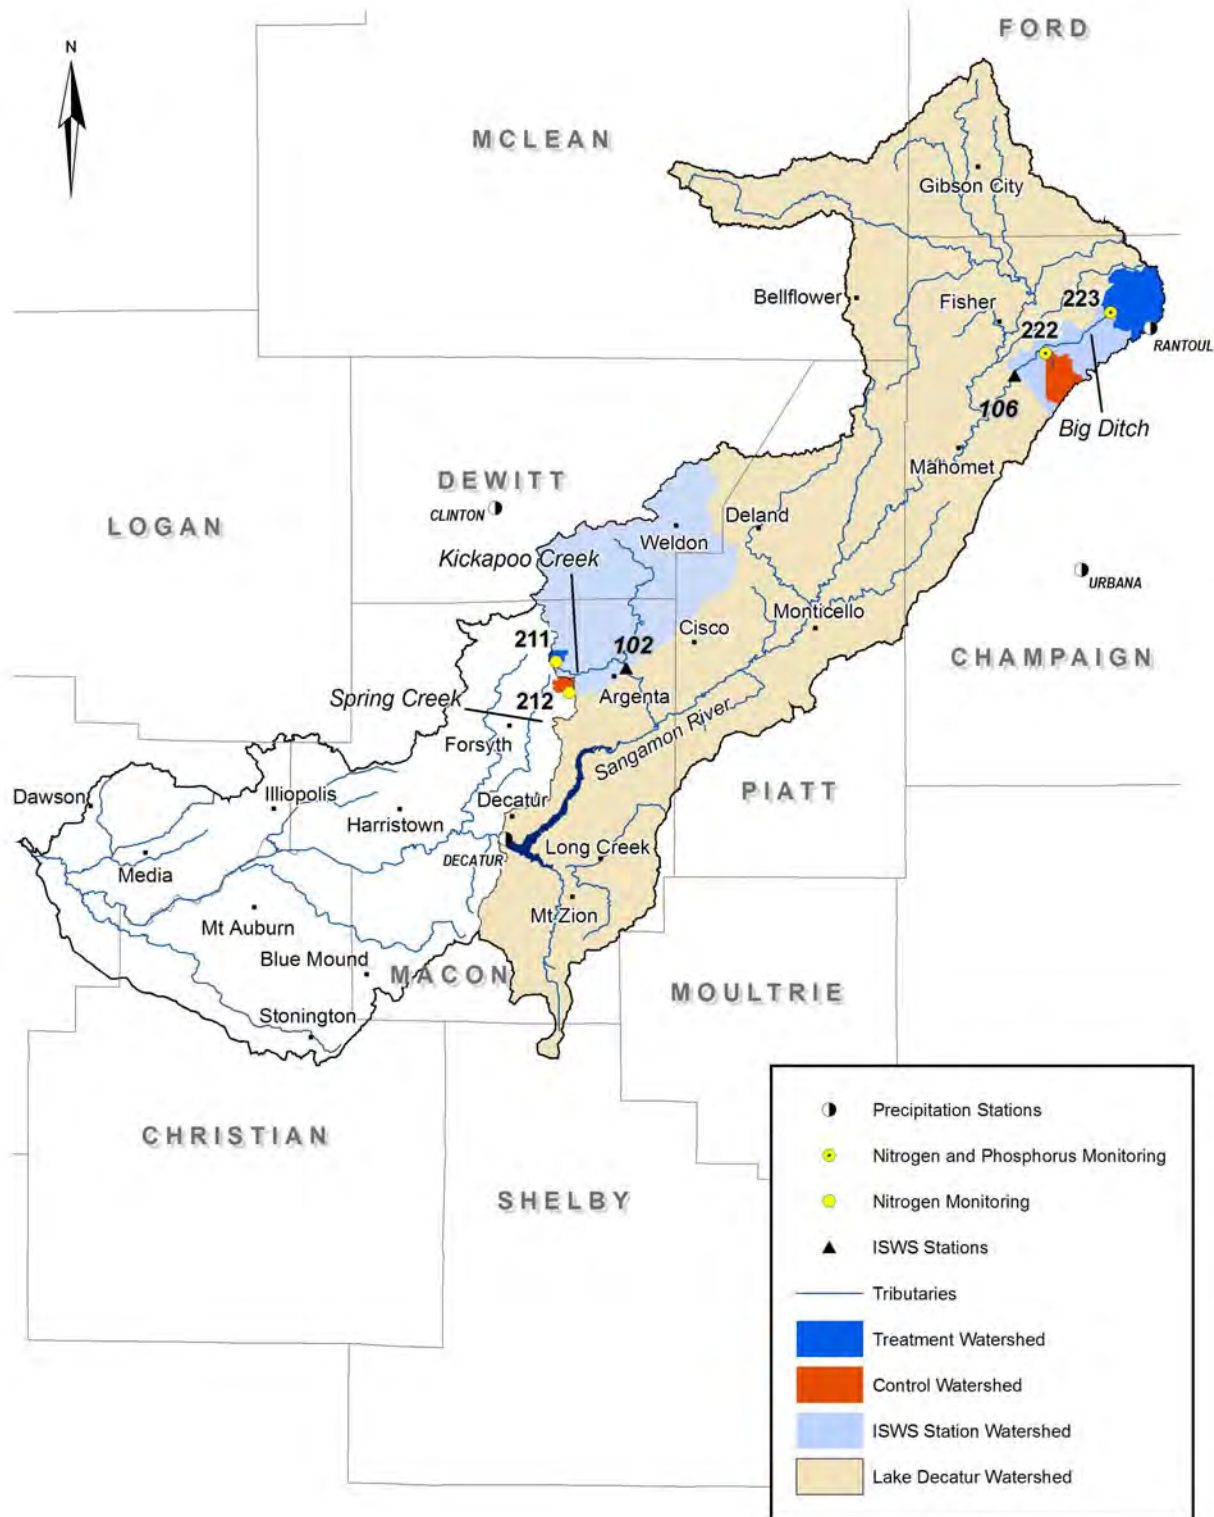 FORD
N
MCLEAN
Gibson City
Bellflower
Fisher
223
222
RANTOUL
106
Big Ditch
Mahomet
DEWITT
CLINTON
LOGAN
Deland
Weldon
Kickapoo Creek
URBANA
Monticello
211
102
Cisco
CHAMPAIGN
Spring Creek
212
Argenta
Forsyth
Sangamon River
PIATT
Dawson
Illiopolis
Decatur
Harristown
Long Creek
DECATUR
Media
Mt Auburn
Mt Zion
Blue Mound
MACON
MOULTRIE
Stonington
CHRISTIAN
SHELBY
Precipitation Stations
Nitrogen and Phosphorus Monitoring
Nitrogen Monitoring
ISWS Stations
Tributaries
Treatment Watershed
Control Watershed
ISWS Station Watershed
Lake Decatur Watershed